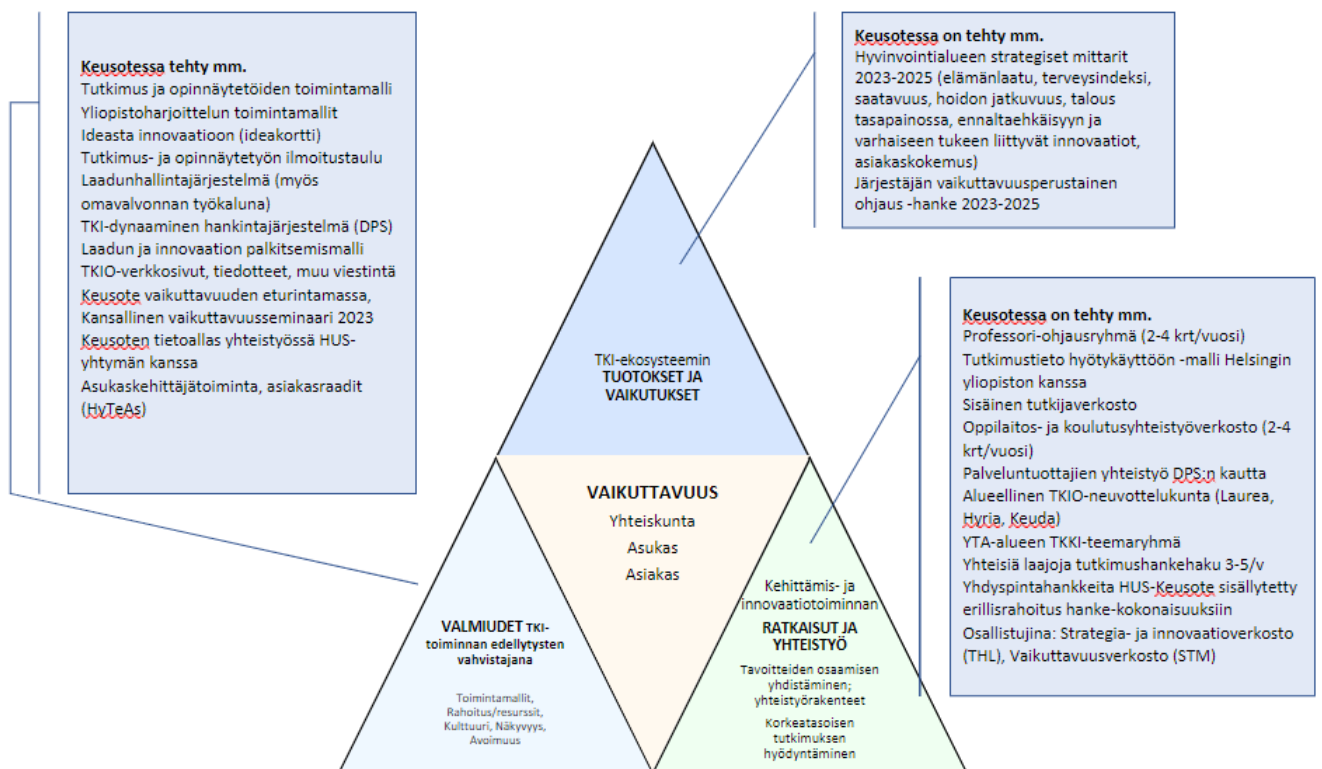 Keusotessa tehty mm.
Tutkimus ja opinnäytetöiden toimintamalli
Yliopistoharjoittelun toimintamallit
Ideasta innovaatioon (ideakortti)
Tutkimus- ja opinnäytetyön ilmoitustaulu
Laadunhallintajärjestelmä (myös
omavalvonnan työkaluna)
TKI-dynaaminen hankintajärjestelmä (DPS)
Laadun ja innovaation palkitsemismalli
TKIO-verkkosivut, tiedotteet, muu viestintä
Keusote vaikuttavuuden eturintamassa,
Kansallinen vaikuttavuusseminaari 2023
Keusoten tietoallas yhteistyössä HUS-
yhtymän kanssa
Asukaskehittäjätoiminta, asiakasraadit
(HyTeAs)
Keusotessa on tehty mm.
Hyvinvointialueen strategiset mittarit
2023-2025 (elämänlaatu, terveysindeksi,
saatavuus, hoidon jatkuvuus, talous
tasapainossa, ennaltaehkäisyyn ja
varhaiseen tukeen liittyvät innovaatiot,
asiakaskokemus)
Järjestäjän vaikuttavuusperustainen
ohjaus -hanke 2023-2025
Keusotessa on tehty mm.
Professori-ohjausryhmä (2-4 krt/vuosi)
Tutkimustieto hyötykäyttöön -malli Helsingin
yliopiston kanssa
Sisäinen tutkijaverkosto
Oppilaitos- ja koulutusyhteistyöverkosto (2-4
krt/vuosi)
Palveluntuottajien yhteistyö DPS:n kautta
Alueellinen TKIO-neuvottelukunta (Laurea,
Hyria, Keuda)
YTA-alueen TKKI-teemaryhmä
Yhteisiä laajoja tutkimushankehaku 3-5/v
Yhdyspintahankkeita HUS-Keusote sisällytetty
erillisrahoitus hanke-kokonaisuuksiin
Osallistujina: Strategia- ja innovaatioverkosto
(THL), Vaikuttavuusverkosto (STM)
TKI-ekosysteemin
TUOTOKSET JA
VAIKUTUKSET
VAIKUTTAVUUS
Yhteiskunta
Asukas
Asiakas
VALMIUDET TKI-
toiminnan edellytysten
vahvistajana
Toimintamallit,
Rahoitus/resurssit,
Kulttuuri, Näkyvyys,
Avoimuus
Kehittämis- ja
innovaatiotoiminnan
RATKAISUT JA
YHTEISTYÖ
Tavoitteiden osaamisen
yhdistäminen;
yhteistyörakenteet
Korkeatasoisen
tutkimuksen
hyödyntäminen